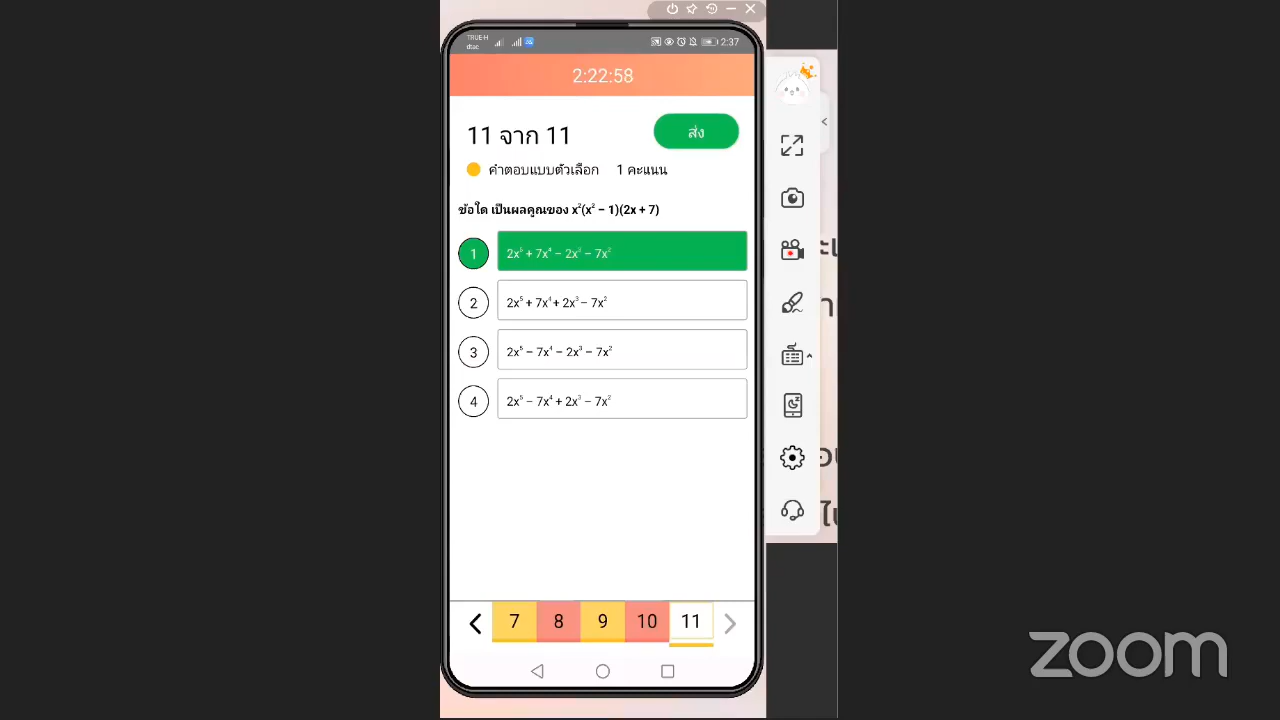 TRUE-H
dtac
2:37
2:22:58
11 จาก 11
ส่ง
คำตอบแบบตัวเลือก 1 คะแนน
ข้อใด เป็นผลคูณของ x²(x² – 1)(2x + 7)
1 2x⁵ + 7x⁴ – 2x³ – 7x²
2 2x⁵ + 7x⁴ + 2x³ – 7x²
3 2x⁵ – 7x⁴ – 2x³ – 7x²
4 2x⁵ – 7x⁴ + 2x³ – 7x²
7 8 9 10 11
zoom